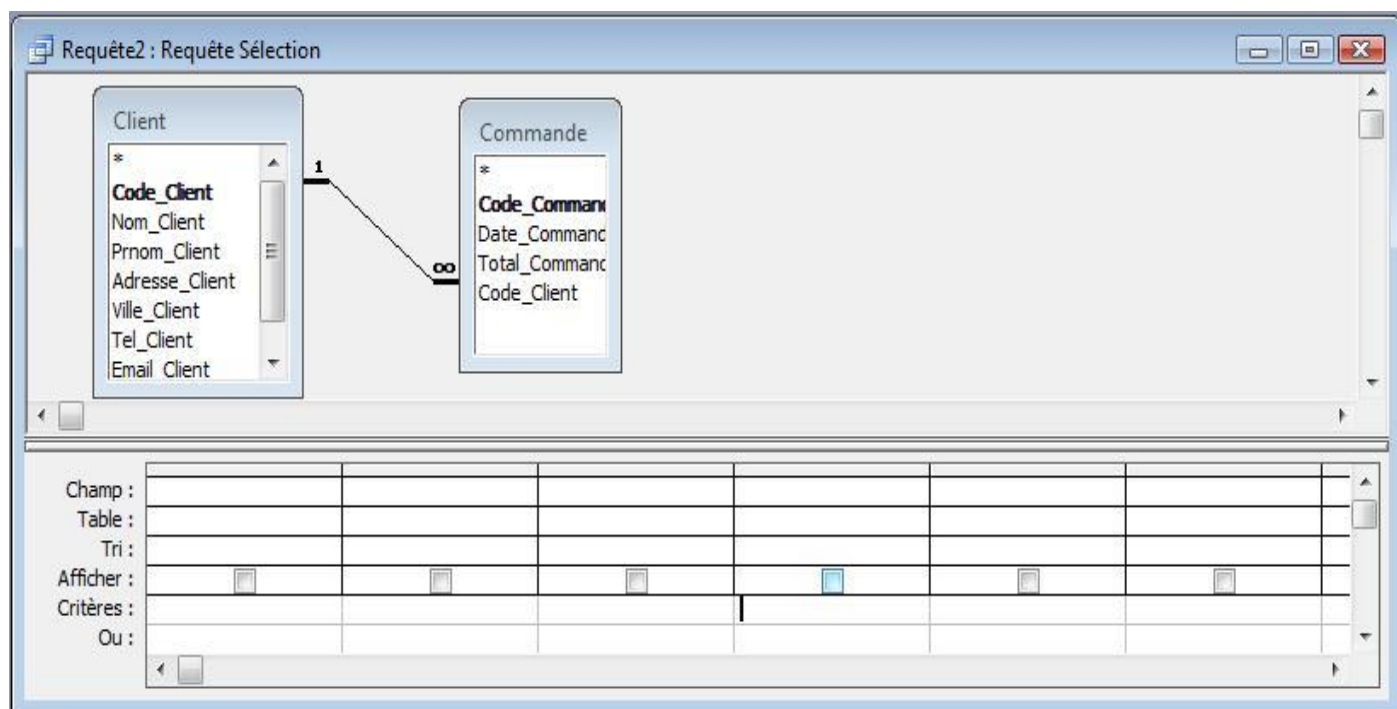 Requête2 : Requête Sélection
Client
*
Code_Client
Nom_Client
Prnom_Client
Adresse_Client
Ville_Client
Tel_Client
Email_Client
1
∞
Commande
*
Code_Comman
Date_Command
Total_Command
Code_Client
Champ :
Table :
Tri :
Afficher :
Critères :
Ou :